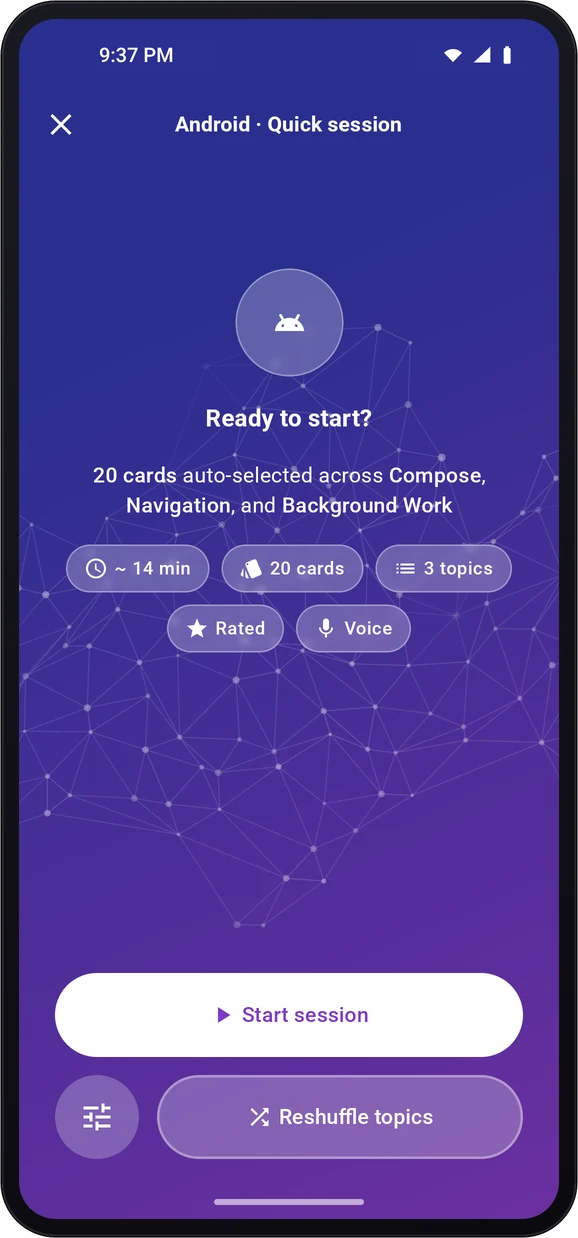 9:37 PM
Android · Quick session
Ready to start?
20 cards auto-selected across Compose,
Navigation, and Background Work
~ 14 min
20 cards
3 topics
Rated
Voice
Start session
Reshuffle topics